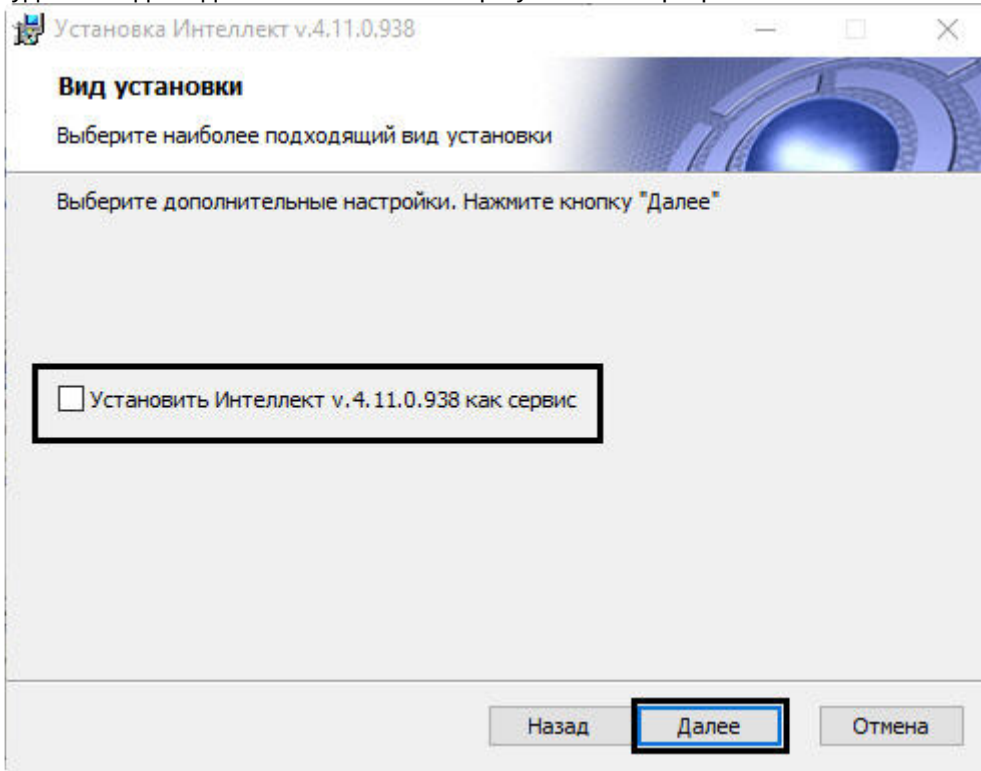 Установка Интеллект v.4.11.0.938
Вид установки
Выберите наиболее подходящий вид установки
Выберите дополнительные настройки. Нажмите кнопку "Далее"
Установить Интеллект v.4.11.0.938 как сервис
Назад Далее Отмена